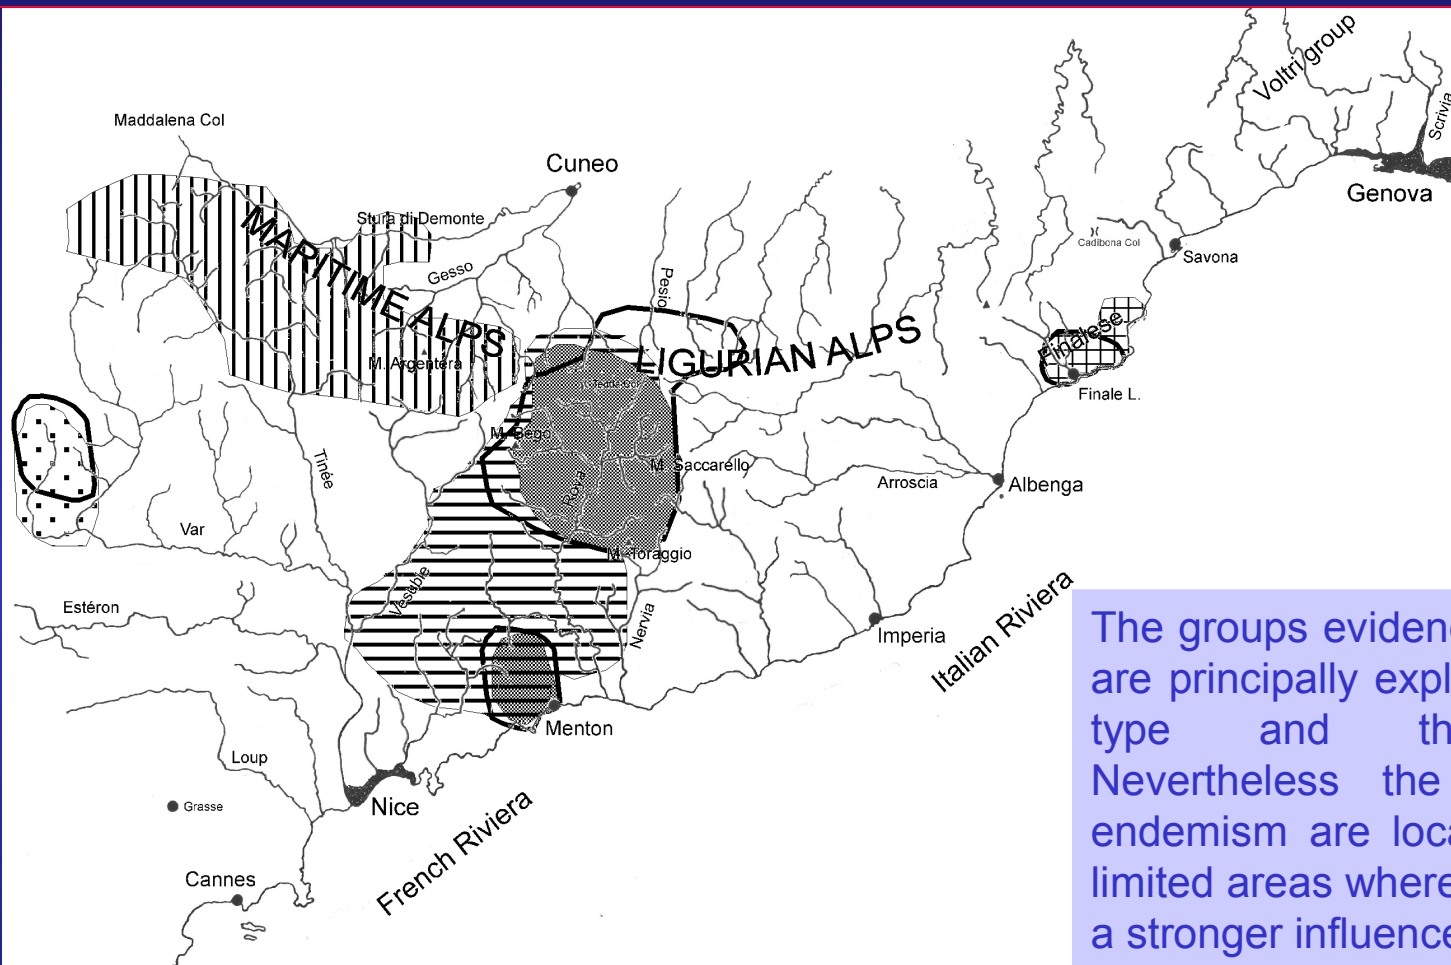 Voltri group
Scrivia
Maddalena Col
Cuneo
Genova
Stura di Demonte
MARITIME ALPS
Cadibona Col
Savona
Gesso
Pesio
LIGURIAN ALPS
Finalese
M. Argentera
Tenda Col
Finale L.
M. Bego
Tinée
M. Saccarello
Arroscia
Albenga
Roya
Var
M. Toraggio
Vesubie
Estéron
Nervia
Imperia
Italian Riviera
Menton
Loup
Grasse
Nice
French Riviera
Cannes
The groups evidenc
are principally expl
type and th
Nevertheless the
endemism are loca
limited areas where
a stronger influence